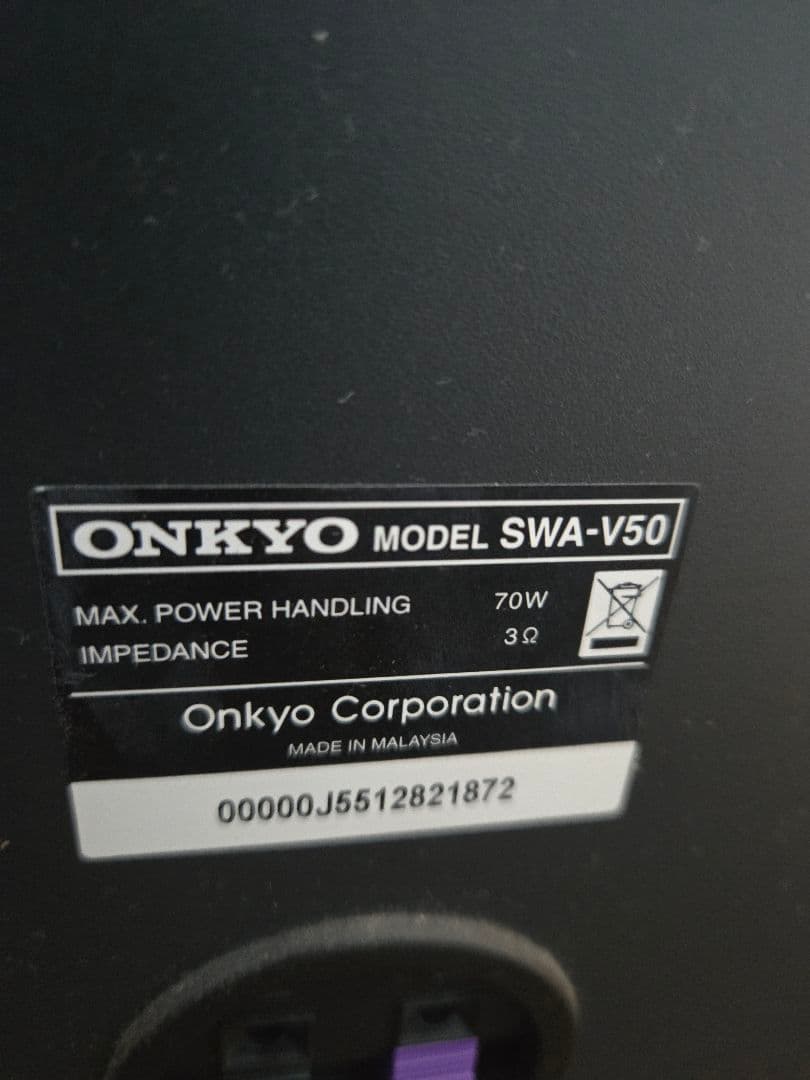 ONKYO MODEL SWA-V50
MAX. POWER HANDLING 70W
IMPEDANCE 3Ω
Onkyo Corporation
MADE IN MALAYSIA
00000J5512821872